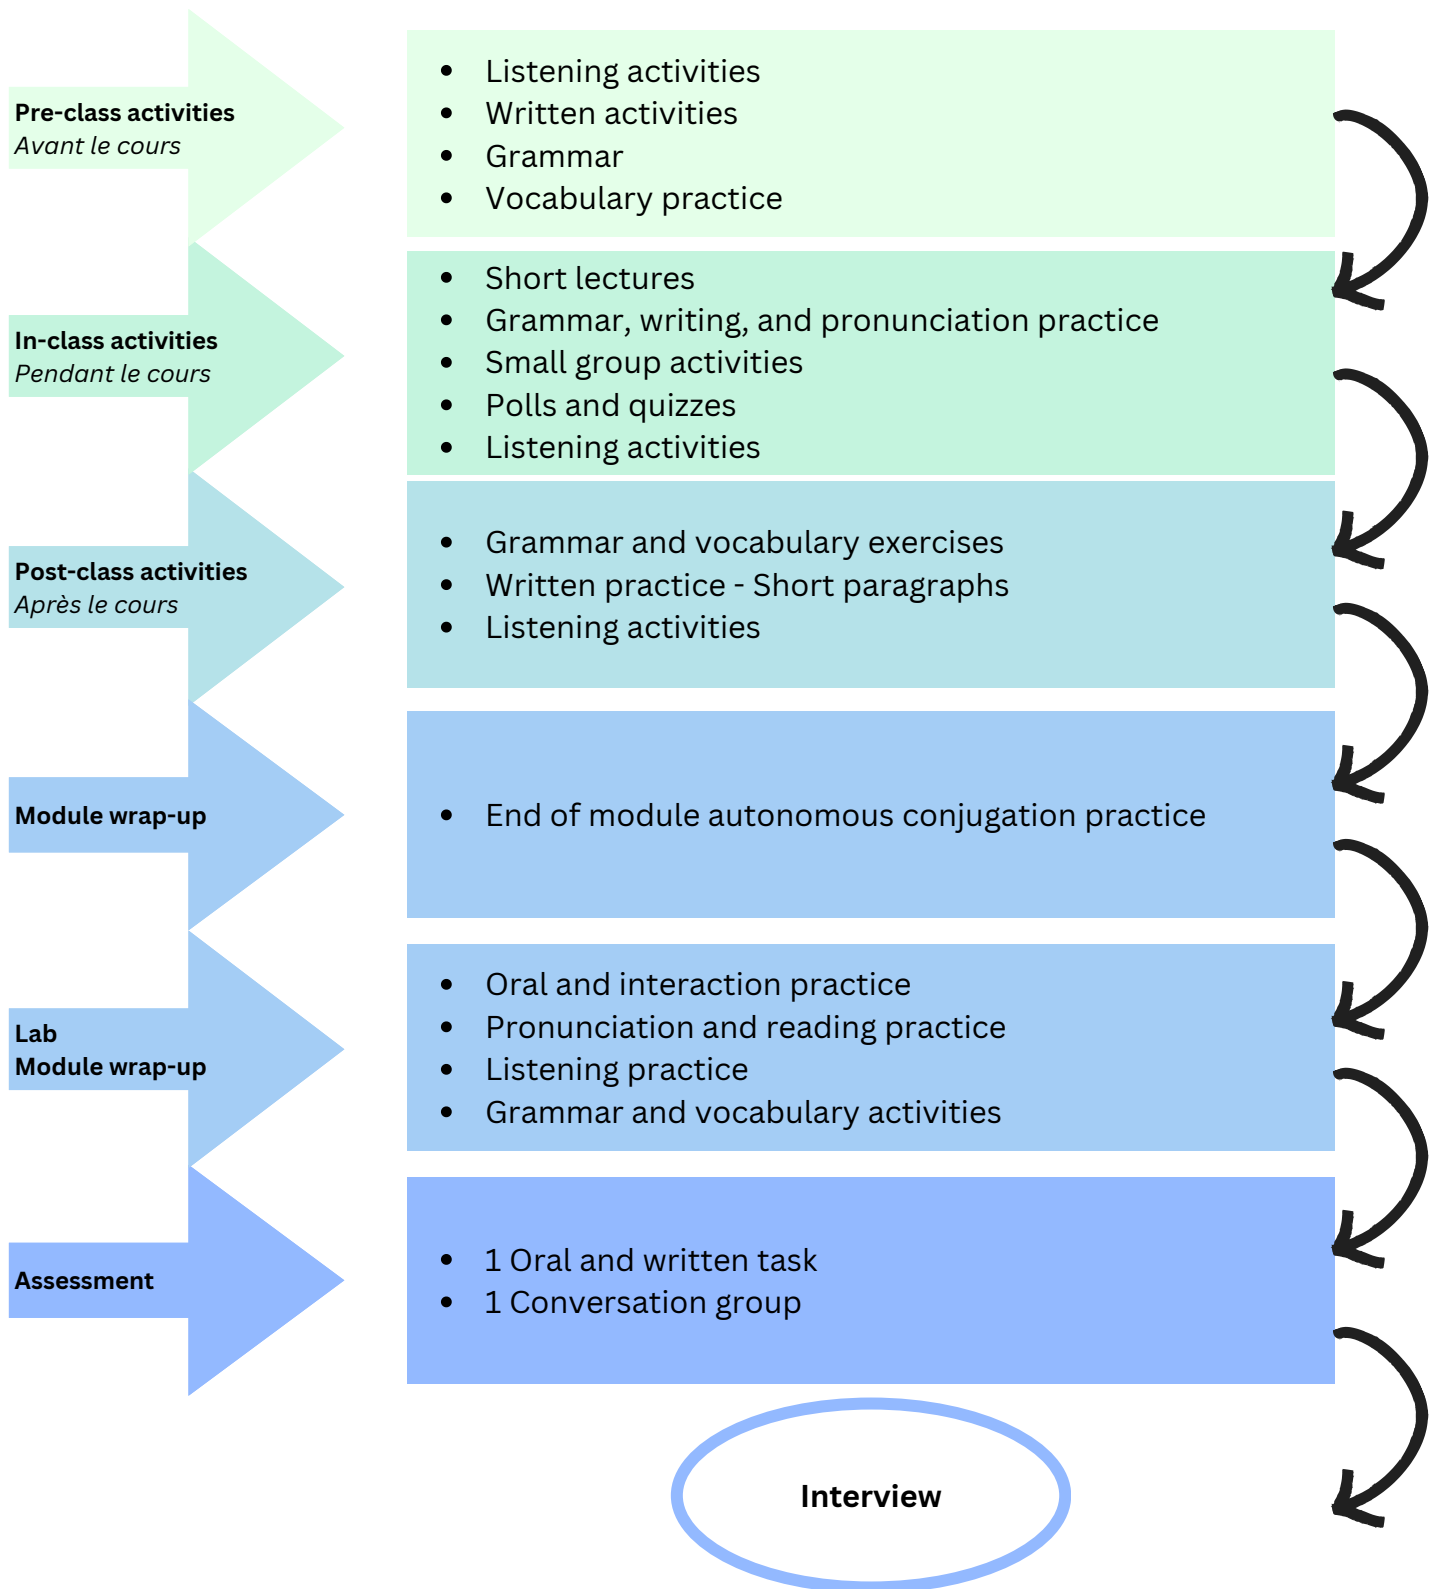 Pre-class activities
Avant le cours
• Listening activities
• Written activities
• Grammar
• Vocabulary practice
In-class activities
Pendant le cours
• Short lectures
• Grammar, writing, and pronunciation practice
• Small group activities
• Polls and quizzes
• Listening activities
Post-class activities
Après le cours
• Grammar and vocabulary exercises
• Written practice - Short paragraphs
• Listening activities
Module wrap-up
• End of module autonomous conjugation practice
Lab
Module wrap-up
• Oral and interaction practice
• Pronunciation and reading practice
• Listening practice
• Grammar and vocabulary activities
Assessment
• 1 Oral and written task
• 1 Conversation group
Interview